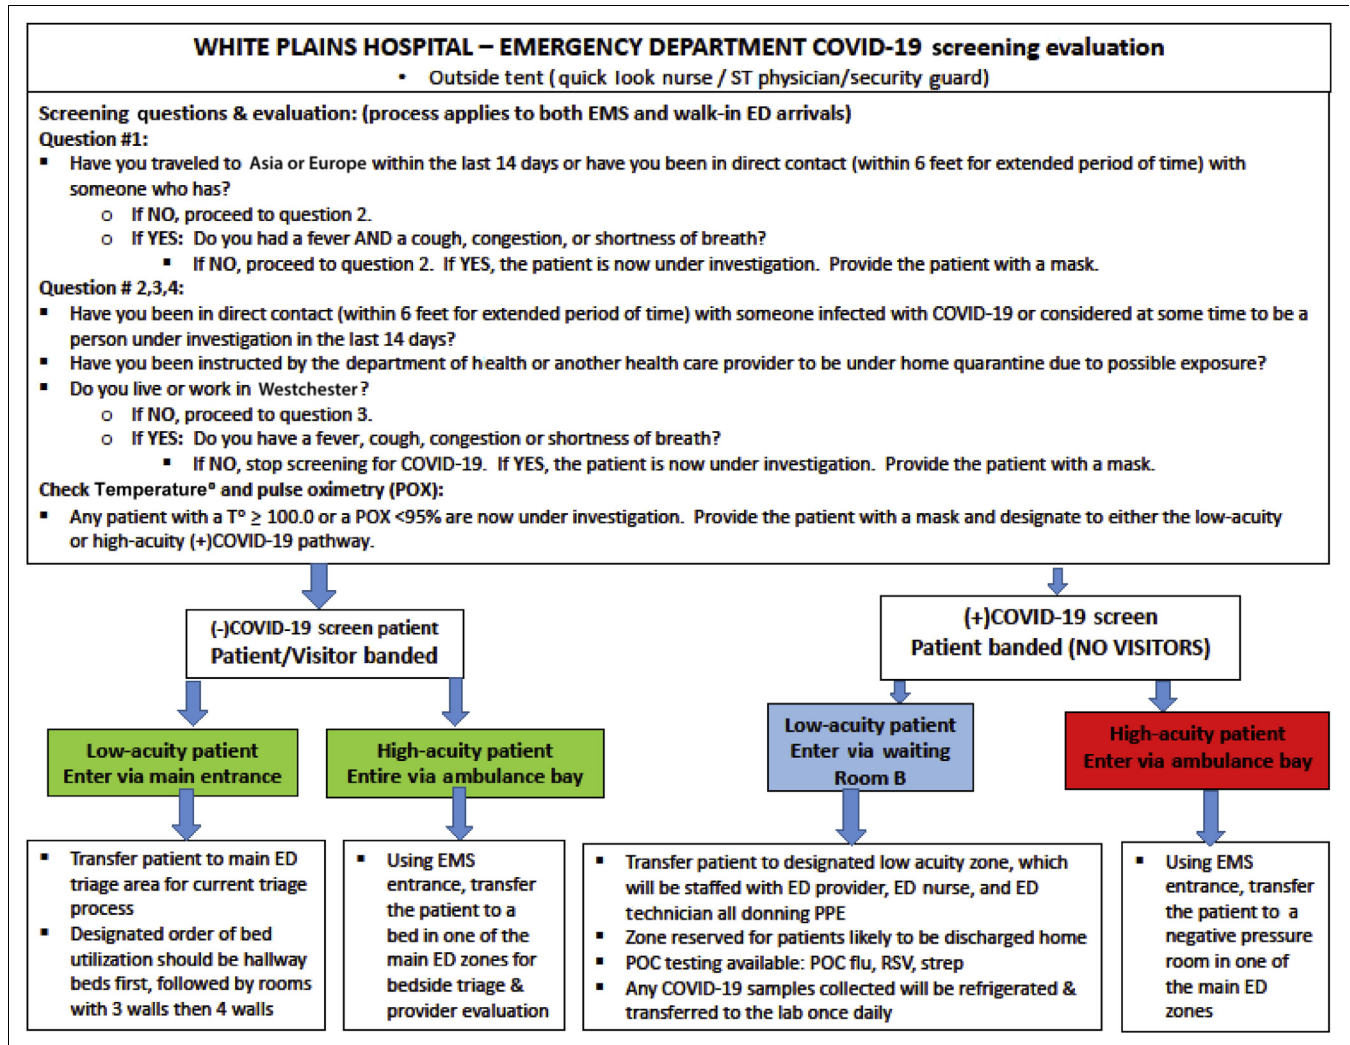 WHITE PLAINS HOSPITAL – EMERGENCY DEPARTMENT COVID-19 screening evaluation
• Outside tent (quick look nurse / ST physician/security guard)
Screening questions & evaluation: (process applies to both EMS and walk-in ED arrivals)
Question #1:
▪ Have you traveled to Asia or Europe within the last 14 days or have you been in direct contact (within 6 feet for extended period of time) with
someone who has?
o If NO, proceed to question 2.
o If YES: Do you had a fever AND a cough, congestion, or shortness of breath?
▪ If NO, proceed to question 2. If YES, the patient is now under investigation. Provide the patient with a mask.
Question # 2,3,4:
▪ Have you been in direct contact (within 6 feet for extended period of time) with someone infected with COVID-19 or considered at some time to be a
person under investigation in the last 14 days?
▪ Have you been instructed by the department of health or another health care provider to be under home quarantine due to possible exposure?
▪ Do you live or work in Westchester?
o If NO, proceed to question 3.
o If YES: Do you have a fever, cough, congestion or shortness of breath?
▪ If NO, stop screening for COVID-19. If YES, the patient is now under investigation. Provide the patient with a mask.
Check Temperature° and pulse oximetry (POX):
▪ Any patient with a T° ≥ 100.0 or a POX <95% are now under investigation. Provide the patient with a mask and designate to either the low-acuity
or high-acuity (+)COVID-19 pathway.
(-)COVID-19 screen patient
Patient/Visitor banded
(+)COVID-19 screen
Patient banded (NO VISITORS)
Low-acuity patient
Enter via main entrance
High-acuity patient
Entire via ambulance bay
Low-acuity patient
Enter via waiting
Room B
High-acuity patient
Enter via ambulance bay
▪ Transfer patient to main ED
triage area for current triage
process
▪ Designated order of bed
utilization should be hallway
beds first, followed by rooms
with 3 walls then 4 walls
▪ Using EMS
entrance, transfer
the patient to a
bed in one of the
main ED zones for
bedside triage &
provider evaluation
▪ Transfer patient to designated low acuity zone, which
will be staffed with ED provider, ED nurse, and ED
technician all donning PPE
▪ Zone reserved for patients likely to be discharged home
▪ POC testing available: POC flu, RSV, strep
▪ Any COVID-19 samples collected will be refrigerated &
transferred to the lab once daily
▪ Using EMS
entrance, transfer
the patient to a
negative pressure
room in one of
the main ED
zones